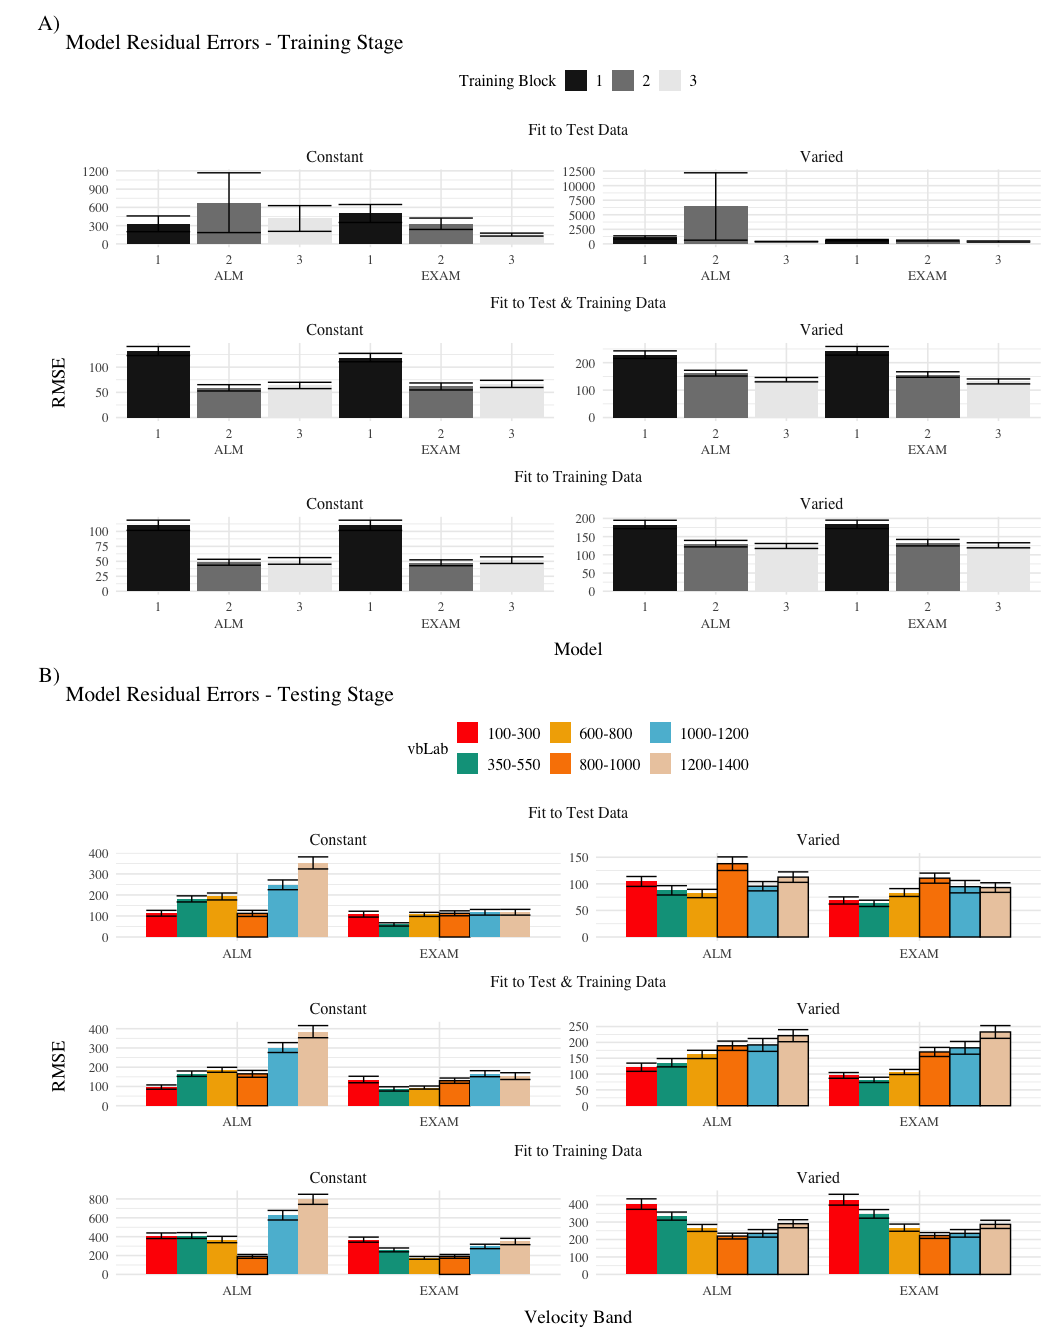 A)
Model Residual Errors - Training Stage
Training Block 1 2 3
Fit to Test Data
Constant Varied
1200 12500
900 10000
7500
600 5000
300 2500
0 0
1 2 3 1 2 3 1 2 3 1 2 3
ALM EXAM ALM EXAM
Fit to Test & Training Data
Constant Varied
RMSE
100 200
50 100
0 0
1 2 3 1 2 3 1 2 3 1 2 3
ALM EXAM ALM EXAM
Fit to Training Data
Constant Varied
100 200
75 150
50 100
25 50
0 0
1 2 3 1 2 3 1 2 3 1 2 3
ALM EXAM ALM EXAM
Model
B)
Model Residual Errors - Testing Stage
vbLab
100-300 600-800 1000-1200
350-550 800-1000 1200-1400
Fit to Test Data
Constant Varied
400 150
300
200 100
100 50
0 0
ALM EXAM ALM EXAM
Fit to Test & Training Data
Constant Varied
RMSE
400 250
300 200
150
200 100
100 50
0 0
ALM EXAM ALM EXAM
Fit to Training Data
Constant Varied
800 400
600 300
400 200
200 100
0 0
ALM EXAM ALM EXAM
Velocity Band